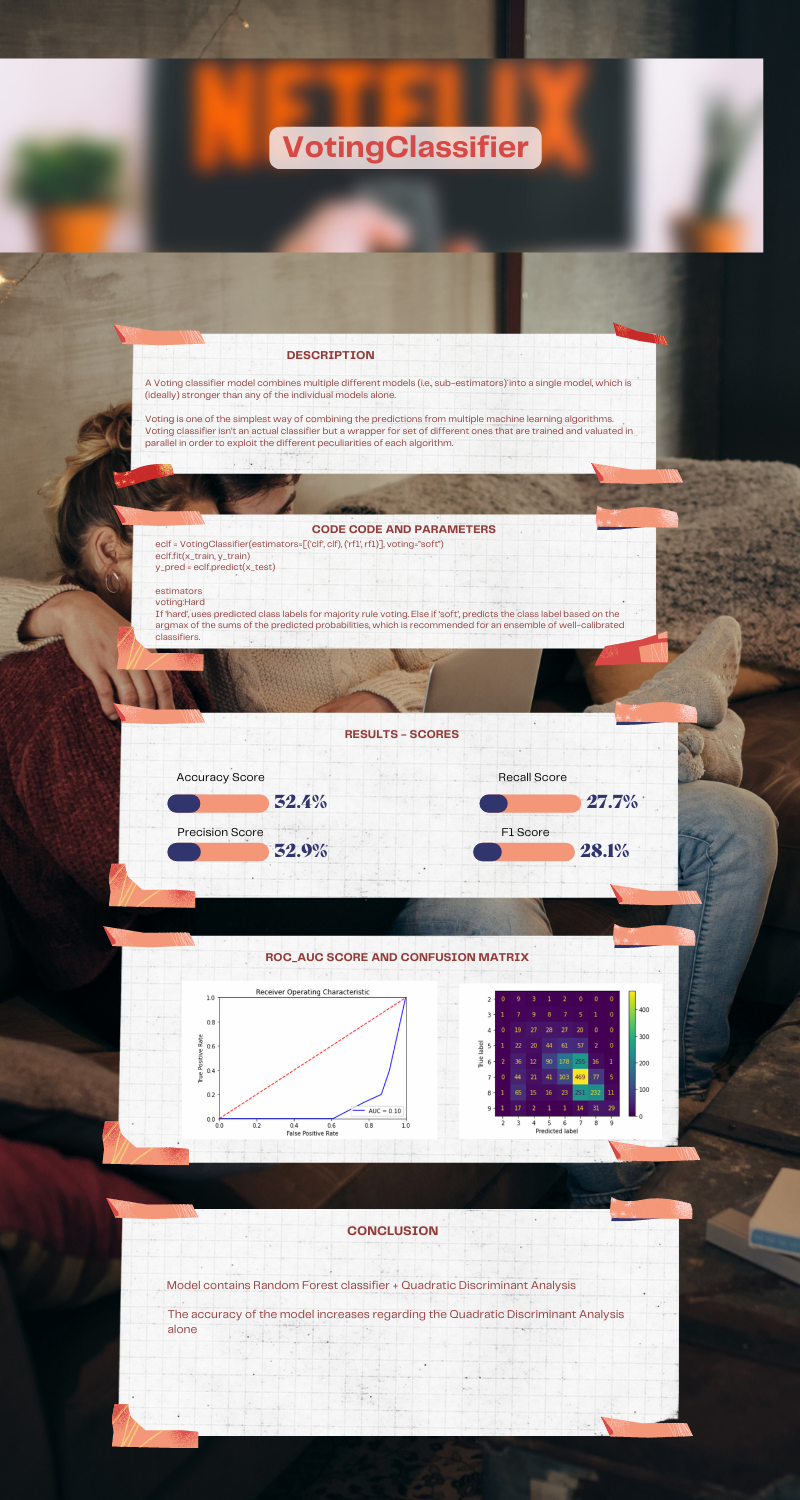 NETFLIX
VotingClassifier
DESCRIPTION
A Voting classifier model combines multiple different models (i.e., sub-estimators) into a single model, which is
(ideally) stronger than any of the individual models alone.
Voting is one of the simplest way of combining the predictions from multiple machine learning algorithms.
Voting classifier isn't an actual classifier but a wrapper for set of different ones that are trained and valuated in
parallel in order to exploit the different peculiarities of each algorithm.
CODE CODE AND PARAMETERS
eclf = VotingClassifier(estimators=[('clf', clf), ('rf1', rf1)], voting="soft")
eclf.fit(x_train, y_train)
y_pred = eclf.predict(x_test)
estimators
voting:Hard
If 'hard', uses predicted class labels for majority rule voting. Else if 'soft', predicts the class label based on the
argmax of the sums of the predicted probabilities, which is recommended for an ensemble of well-calibrated
classifiers.
RESULTS - SCORES
Accuracy Score
32.4%
Recall Score
27.7%
Precision Score
32.9%
F1 Score
28.1%
ROC_AUC SCORE AND CONFUSION MATRIX
Receiver Operating Characteristic
True Positive Rate
1.0
0.8
0.6
0.4
0.2
0.0
AUC = 0.10
0.0 0.2 0.4 0.6 0.8 1.0
False Positive Rate
True label
2 0 9 3 1 2 0 0 0
3 1 7 9 8 7 5 1 0
4 0 19 27 28 27 20 0 0
5 1 22 20 44 61 57 2 0
6 2 36 12 90 178 255 16 1
7 0 44 21 41 103 469 77 5
8 1 65 15 16 23 251 232 11
9 1 17 2 1 1 14 31 29
2 3 4 5 6 7 8 9
Predicted label
400
300
200
100
0
CONCLUSION
Model contains Random Forest classifier + Quadratic Discriminant Analysis
The accuracy of the model increases regarding the Quadratic Discriminant Analysis
alone